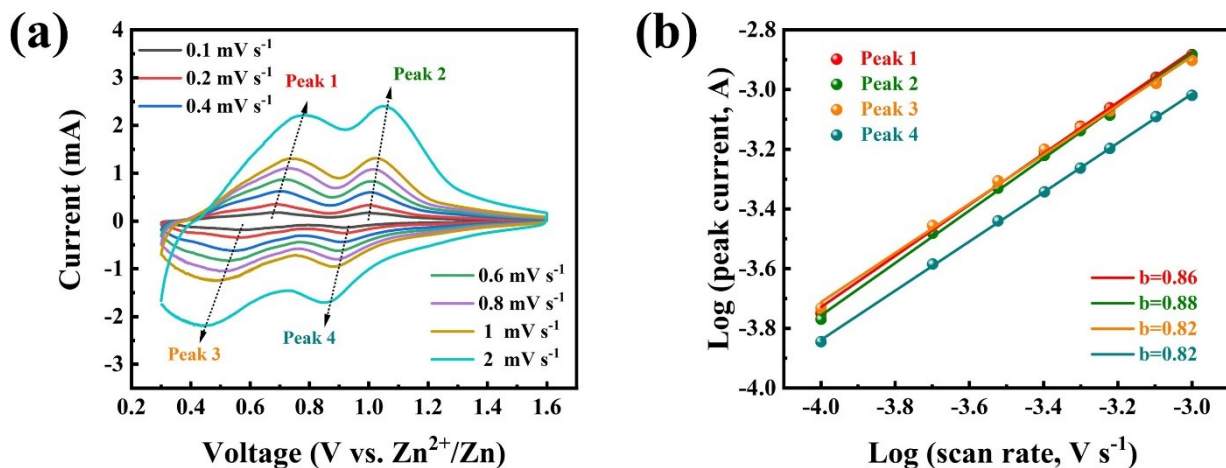 (a)
4
3
2
1
0
-1
-2
-3
0.2 0.4 0.6 0.8 1.0 1.2 1.4 1.6
Current (mA)
Voltage (V vs. Zn²⁺/Zn)
0.1 mV s⁻¹
0.2 mV s⁻¹
0.4 mV s⁻¹
Peak 1
Peak 2
Peak 3
Peak 4
0.6 mV s⁻¹
0.8 mV s⁻¹
1 mV s⁻¹
2 mV s⁻¹
(b)
-2.8
-3.0
-3.2
-3.4
-3.6
-3.8
-4.0
-4.0 -3.8 -3.6 -3.4 -3.2 -3.0
Log (peak current, A)
Log (scan rate, V s⁻¹)
Peak 1
Peak 2
Peak 3
Peak 4
b=0.86
b=0.88
b=0.82
b=0.82